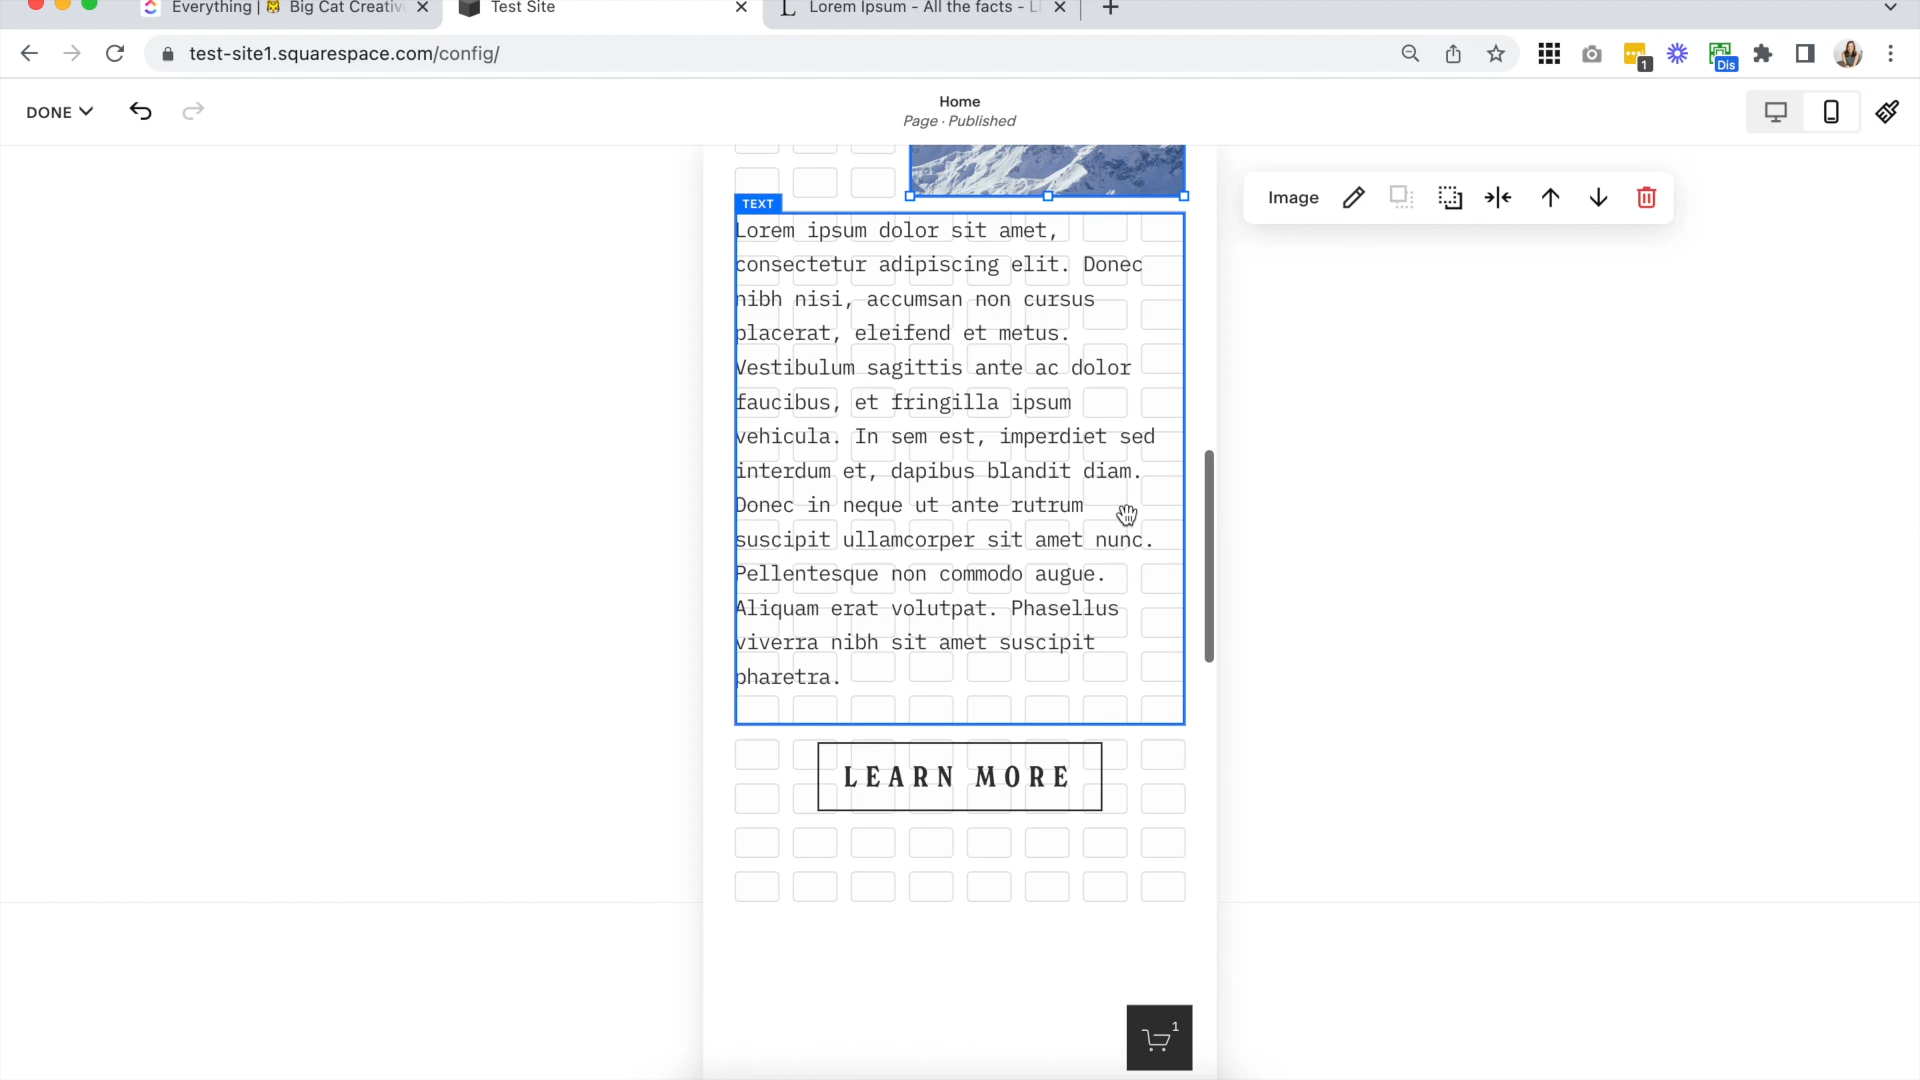 Everything | 🐯 Big Cat Creativ
Test Site
L Lorem Ipsum - All the facts - Li
test-site1.squarespace.com/config/
1
Dis
DONE
Home
Page · Published
Image
TEXT
Lorem ipsum dolor sit amet,
consectetur adipiscing elit. Donec
nibh nisi, accumsan non cursus
placerat, eleifend et metus.
Vestibulum sagittis ante ac dolor
faucibus, et fringilla ipsum
vehicula. In sem est, imperdiet sed
interdum et, dapibus blandit diam.
Donec in neque ut ante rutrum
suscipit ullamcorper sit amet nunc.
Pellentesque non commodo augue.
Aliquam erat volutpat. Phasellus
viverra nibh sit amet suscipit
pharetra.
LEARN MORE
1